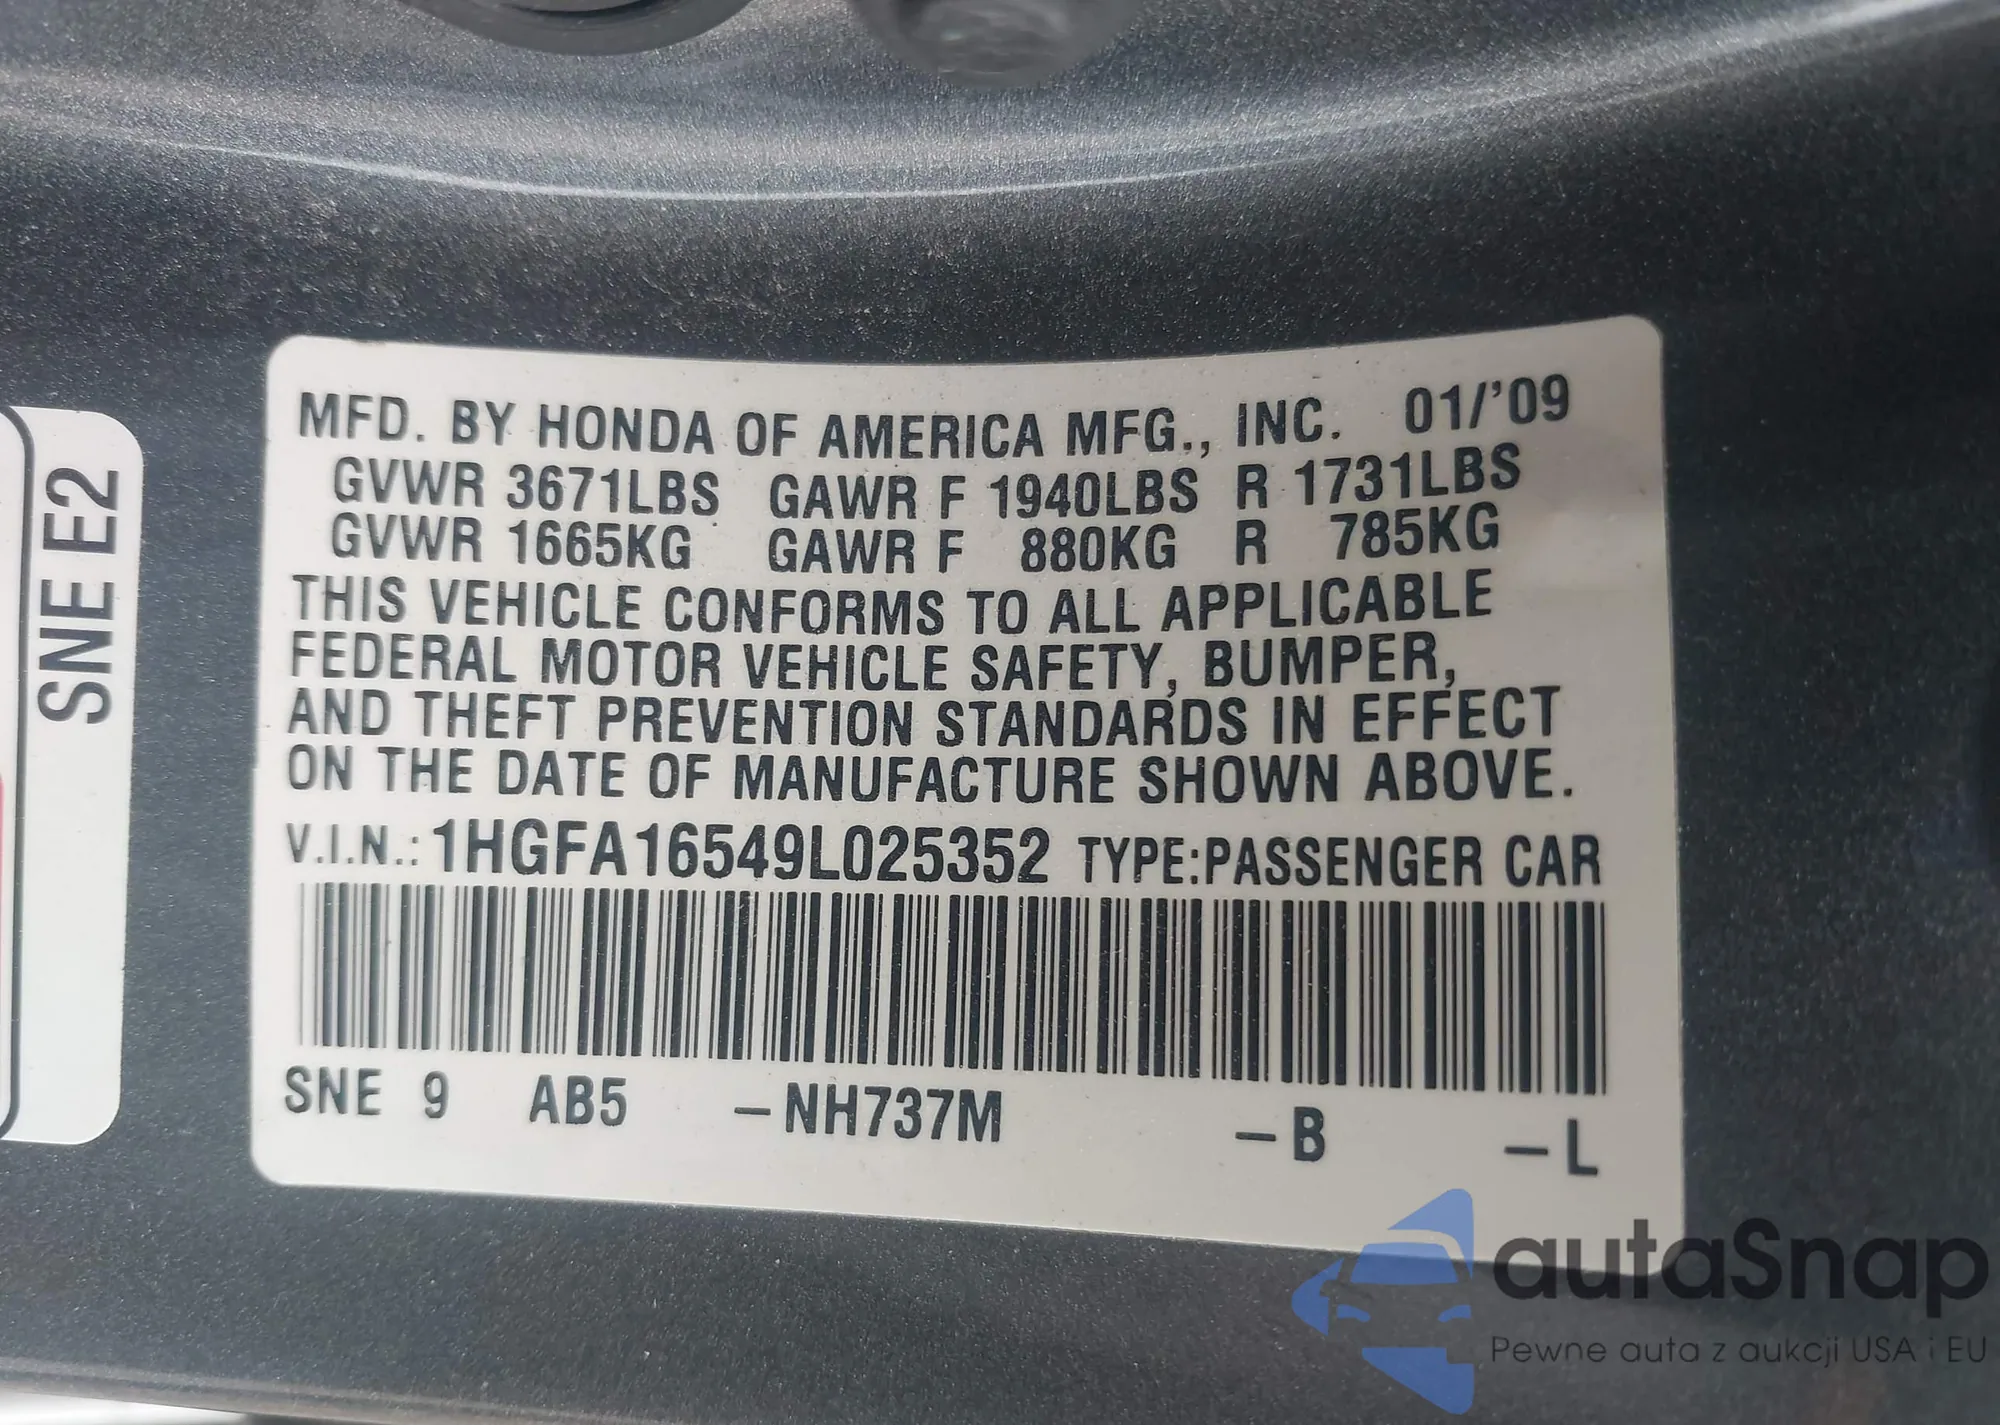 SNE E2
MFD. BY HONDA OF AMERICA MFG., INC. 01/'09
GVWR 3671LBS GAWR F 1940LBS R 1731LBS
GVWR 1665KG GAWR F 880KG R 785KG
THIS VEHICLE CONFORMS TO ALL APPLICABLE
FEDERAL MOTOR VEHICLE SAFETY, BUMPER,
AND THEFT PREVENTION STANDARDS IN EFFECT
ON THE DATE OF MANUFACTURE SHOWN ABOVE.
V.I.N.: 1HGFA16549L025352 TYPE:PASSENGER CAR
SNE 9 AB5 -NH737M -B -L
autaSnap
Pewne auta z aukcji USA i EU